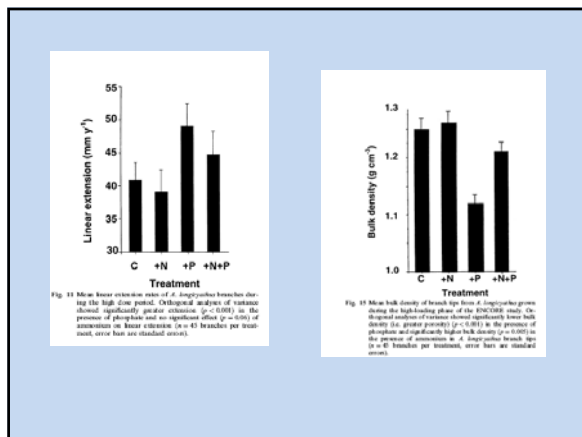 55
50
45
40
35
30
Linear extension (mm y⁻¹)
C +N +P +N+P
Treatment
Fig. 11 Mean linear extension rates of A. longicyathus branches dur-
ing the high dose period. Orthogonal analyses of variance
showed significantly greater extension (p < 0.001) in the
presence of phosphate and no significant effect (p = 0.06) of
ammonium on linear extension (n = 45 branches per treat-
ment, error bars are standard errors).
1.3
1.2
1.1
1.0
Bulk density (g cm⁻³)
C +N +P +N+P
Treatment
Fig. 15 Mean bulk density of branch tips from A. longicyathus grown
during the high-loading phase of the ENCORE study. Or-
thogonal analyses of variance showed significantly lower bulk
density (i.e. greater porosity) (p < 0.001) in the presence of
phosphate and significantly higher bulk density (p = 0.005) in
the presence of ammonium in A. longicyathus branch tips
(n = 45 branches per treatment, error bars are standard
errors).